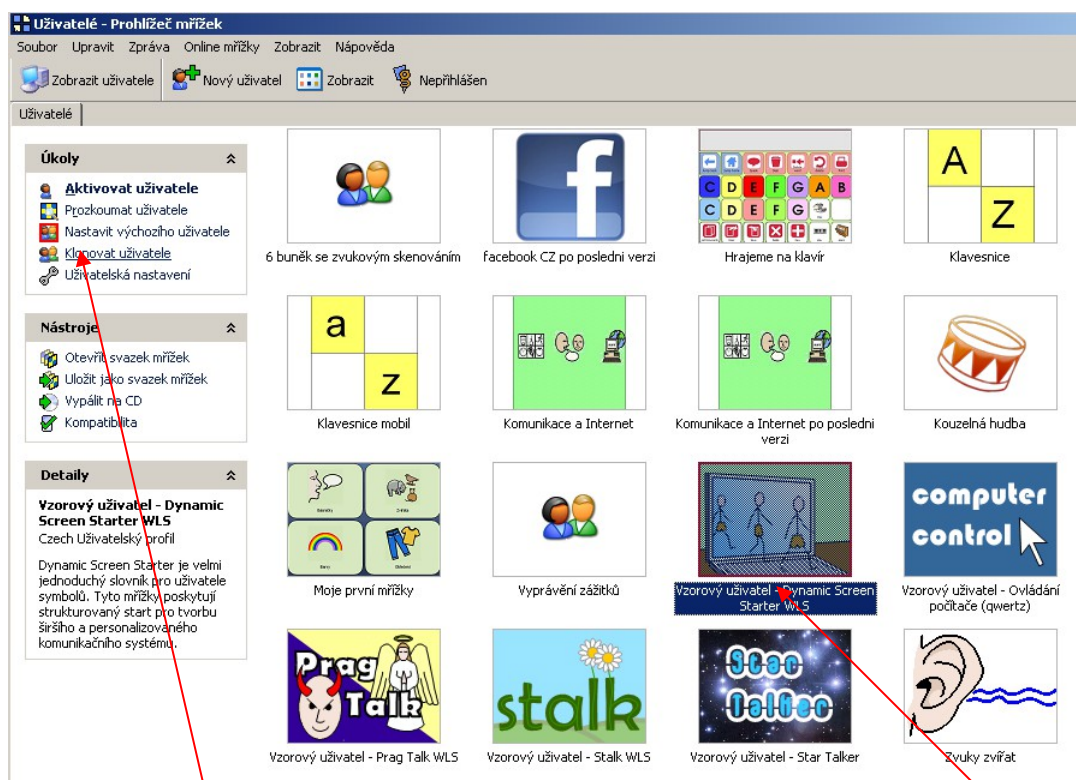 Uživatelé - Prohlížeč mřížek
Soubor Upravit Zpráva Online mřížky Zobrazit Nápověda
Zobrazit uživatele Nový uživatel Zobrazit Nepřihlášen
Uživatelé
Úkoly
Aktivovat uživatele
Prozkoumat uživatele
Nastavit výchozího uživatele
Klonovat uživatele
Uživatelská nastavení
Nástroje
Otevřít svazek mřížek
Uložit jako svazek mřížek
Vypálit na CD
Kompatibilita
Detaily
Vzorový uživatel - Dynamic
Screen Starter WLS
Czech Uživatelský profil
Dynamic Screen Starter je velmi
jednoduchý slovník pro uživatele
symbolů. Tyto mřížky poskytují
strukturovaný start pro tvorbu
širšího a personalizovaného
komunikačního systému.
6 buněk se zvukovým skenováním
f
facebook CZ po posledni verzi
C D E F G A B
C D E F G
Hrajeme na klavír
A
Z
Klavesnice
a
z
Klavesnice mobil
Komunikace a Internet
Komunikace a Internet po posledni
verzi
Kouzelná hudba
Moje první mřížky
Vyprávění zážitků
Vzorový uživatel - Dynamic Screen
Starter WLS
computer
control
Vzorový uživatel - Ovládání
počítače (qwertz)
Prag
Talk
Vzorový uživatel - Prag Talk WLS
stalk
Vzorový uživatel - Stalk WLS
Star
Talker
Vzorový uživatel - Star Talker
Zvuky zvířat